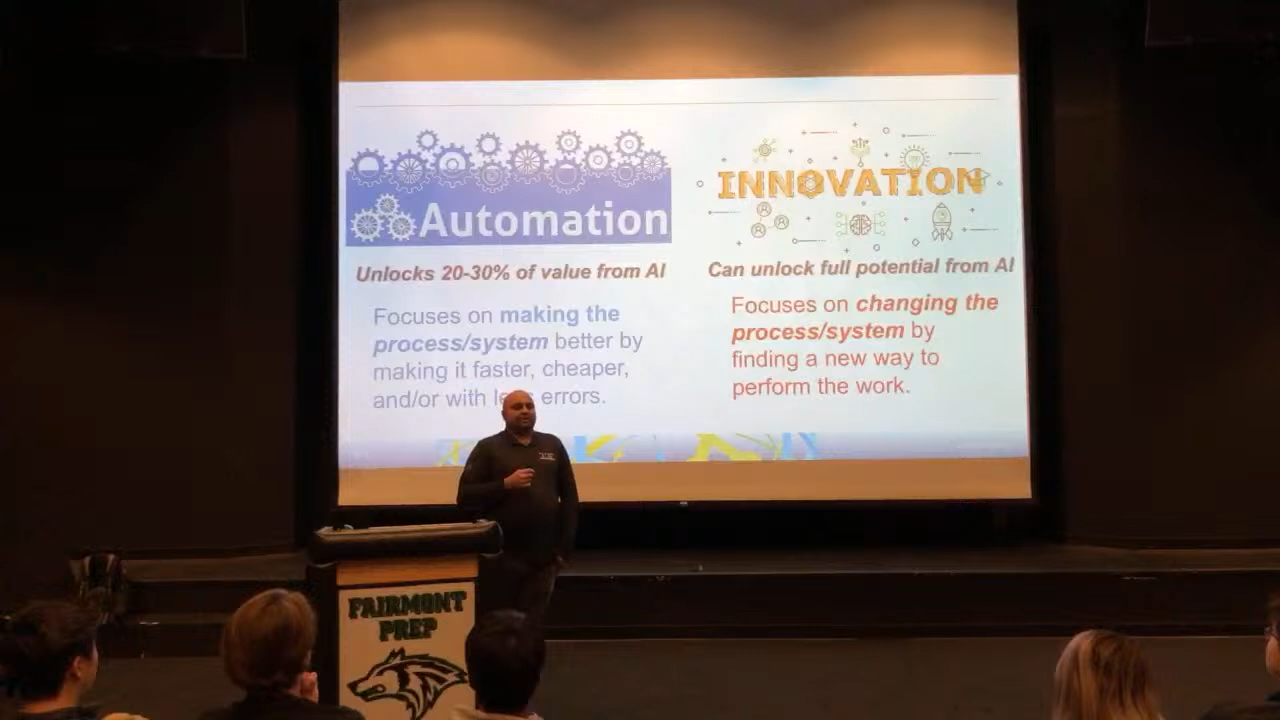 Automation
INNOVATION
Unlocks 20-30% of value from AI
Can unlock full potential from AI
Focuses on making the
process/system better by
making it faster, cheaper,
and/or with errors.
Focuses on changing the
process/system by
finding a new way to
perform the work.
FAIRMONT
PREP